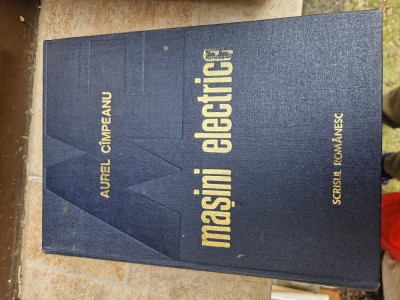 AUREL CÎMPEANU
mașini electrice
SCRISUL ROMÂNESC